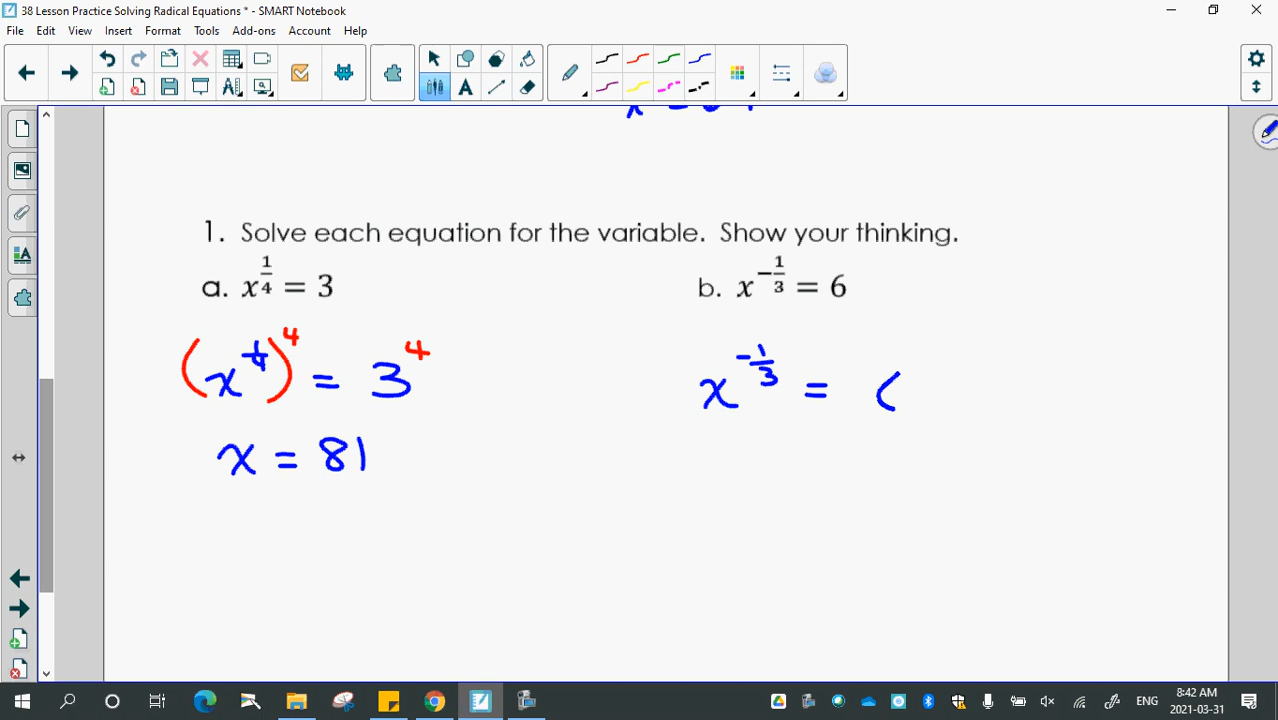 38 Lesson Practice Solving Radical Equations * - SMART Notebook
File Edit View Insert Format Tools Add-ons Account Help
1. Solve each equation for the variable. Show your thinking.
a. x^{1/4} = 3
b. x^{-1/3} = 6
(x^{1/4})^4 = 3^4
x^{-1/3} = (
x = 81
ENG
8:42 AM
2021-03-31